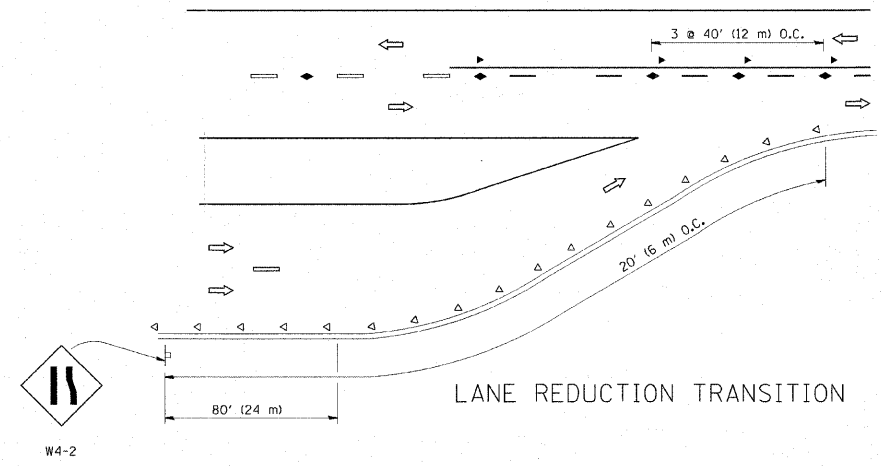 3 @ 40' (12 m) O.C.
20' (6 m) O.C.
80' (24 m)
LANE REDUCTION TRANSITION
W4-2